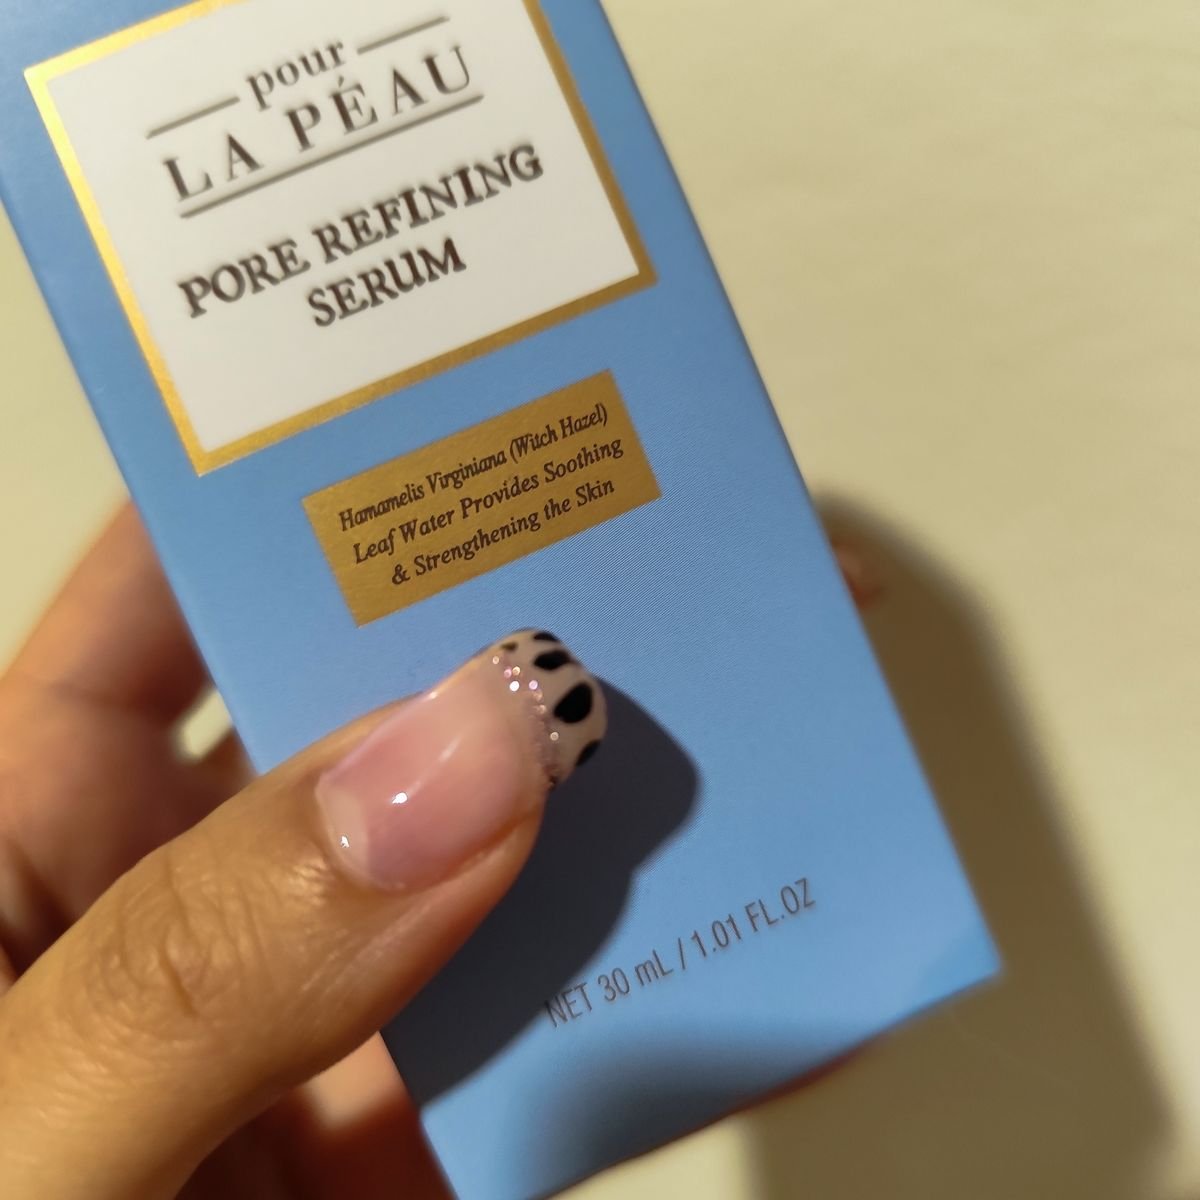 pour
LA PÉAU
PORE REFINING
SERUM
Hamamelis Virginiana (Witch Hazel)
Leaf Water Provides Soothing
& Strengthening the Skin
NET 30 mL / 1.01 FL.OZ